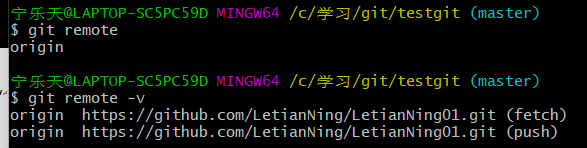 宁乐天@LAPTOP-SC5PC59D MINGW64 /c/学习/git/testgit (master)
$ git remote
origin
宁乐天@LAPTOP-SC5PC59D MINGW64 /c/学习/git/testgit (master)
$ git remote -v
origin  https://github.com/LetianNing/LetianNing01.git (fetch)
origin  https://github.com/LetianNing/LetianNing01.git (push)